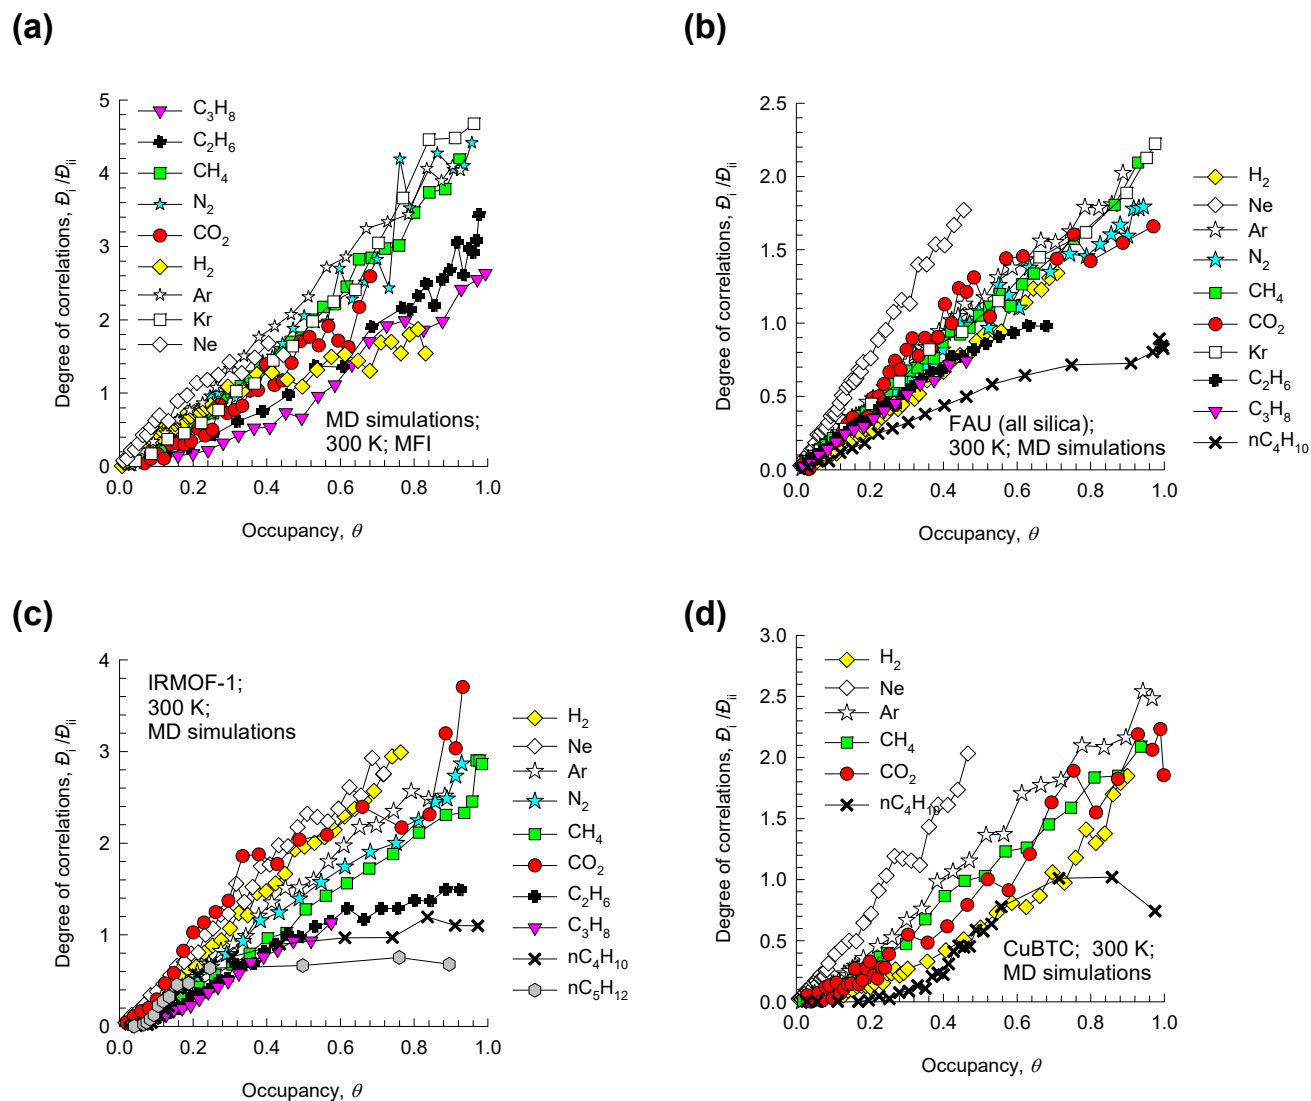 (a)
Degree of correlations, Đi /Đii
5
4
3
2
1
0
C3H8
C2H6
CH4
N2
CO2
H2
Ar
Kr
Ne
MD simulations;
300 K; MFI
0.0 0.2 0.4 0.6 0.8 1.0
Occupancy, θ
(b)
Degree of correlations, Đi /Đii
2.5
2.0
1.5
1.0
0.5
0.0
H2
Ne
Ar
N2
CH4
CO2
Kr
C2H6
C3H8
nC4H10
FAU (all silica);
300 K; MD simulations
0.0 0.2 0.4 0.6 0.8 1.0
Occupancy, θ
(c)
Degree of correlations, Đi /Đii
4
3
2
1
0
IRMOF-1;
300 K;
MD simulations
H2
Ne
Ar
N2
CH4
CO2
C2H6
C3H8
nC4H10
nC5H12
0.0 0.2 0.4 0.6 0.8 1.0
Occupancy, θ
(d)
Degree of correlations, Đi /Đii
3.0
2.5
2.0
1.5
1.0
0.5
0.0
H2
Ne
Ar
CH4
CO2
nC4H10
CuBTC; 300 K;
MD simulations
0.0 0.2 0.4 0.6 0.8 1.0
Occupancy, θ